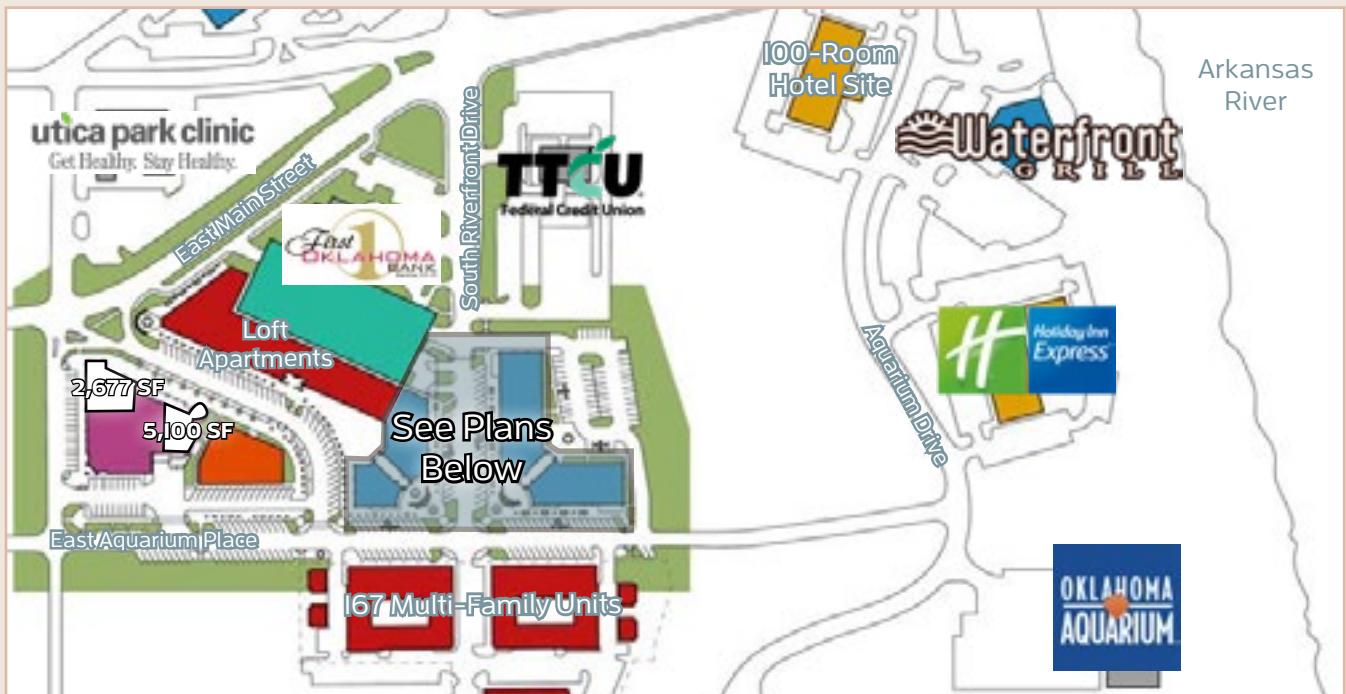 100-Room
Hotel Site
Arkansas
River
utica park clinic
Get Healthy. Stay Healthy.
East Main Street
South Riverfront Drive
TTCU
Federal Credit Union
Waterfront
GRILL
First
1
OKLAHOMA
BANK
Loft
Apartments
H
Holiday Inn
Express
Aquarium Drive
2,677 SF
5,100 SF
See Plans
Below
East Aquarium Place
167 Multi-Family Units
OKLAHOMA
AQUARIUM